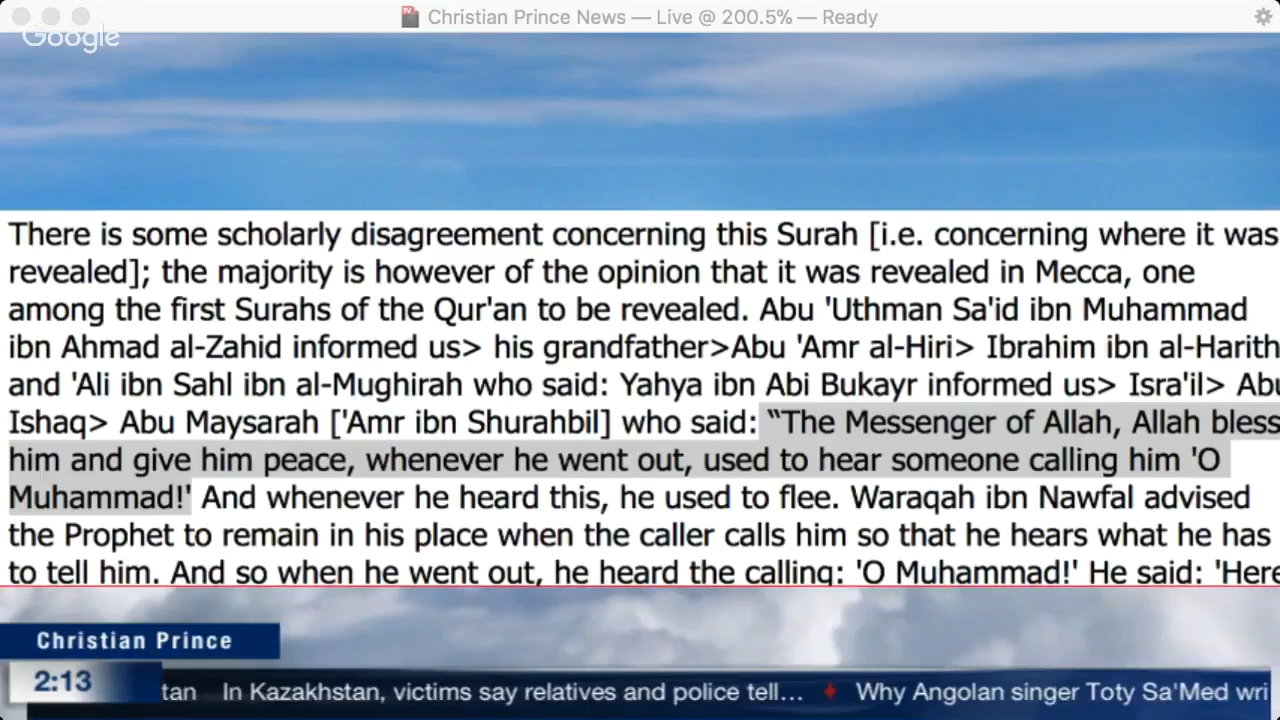 Christian Prince News — Live @ 200.5% — Ready
Google
There is some scholarly disagreement concerning this Surah [i.e. concerning where it was
revealed]; the majority is however of the opinion that it was revealed in Mecca, one
among the first Surahs of the Qur'an to be revealed. Abu 'Uthman Sa'id ibn Muhammad
ibn Ahmad al-Zahid informed us> his grandfather>Abu 'Amr al-Hiri> Ibrahim ibn al-Harith
and 'Ali ibn Sahl ibn al-Mughirah who said: Yahya ibn Abi Bukayr informed us> Isra'il> Abu
Ishaq> Abu Maysarah ['Amr ibn Shurahbil] who said: “The Messenger of Allah, Allah bless
him and give him peace, whenever he went out, used to hear someone calling him 'O
Muhammad!' And whenever he heard this, he used to flee. Waraqah ibn Nawfal advised
the Prophet to remain in his place when the caller calls him so that he hears what he has
to tell him. And so when he went out, he heard the calling: 'O Muhammad!' He said: 'Here
Christian Prince
2:13
tan In Kazakhstan, victims say relatives and police tell... ♦ Why Angolan singer Toty Sa'Med wri